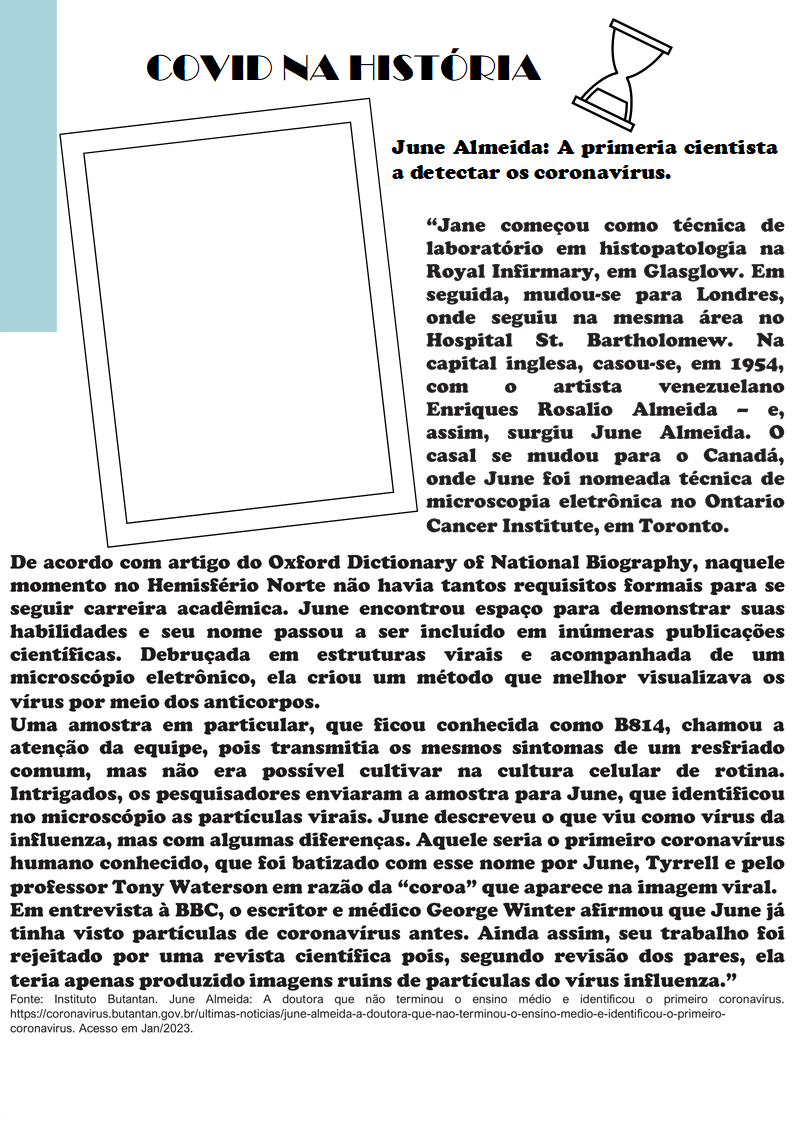 COVID NA HISTÓRIA
June Almeida: A primeria cientista
a detectar os coronavírus.
“Jane começou como técnica de
laboratório em histopatologia na
Royal Infirmary, em Glasglow. Em
seguida, mudou-se para Londres,
onde seguiu na mesma área no
Hospital St. Bartholomew. Na
capital inglesa, casou-se, em 1954,
com o artista venezuelano
Enriques Rosalio Almeida – e,
assim, surgiu June Almeida. O
casal se mudou para o Canadá,
onde June foi nomeada técnica de
microscopia eletrônica no Ontario
Cancer Institute, em Toronto.
De acordo com artigo do Oxford Dictionary of National Biography, naquele
momento no Hemisfério Norte não havia tantos requisitos formais para se
seguir carreira acadêmica. June encontrou espaço para demonstrar suas
habilidades e seu nome passou a ser incluído em inúmeras publicações
científicas. Debruçada em estruturas virais e acompanhada de um
microscópio eletrônico, ela criou um método que melhor visualizava os
vírus por meio dos anticorpos.
Uma amostra em particular, que ficou conhecida como B814, chamou a
atenção da equipe, pois transmitia os mesmos sintomas de um resfriado
comum, mas não era possível cultivar na cultura celular de rotina.
Intrigados, os pesquisadores enviaram a amostra para June, que identificou
no microscópio as partículas virais. June descreveu o que viu como vírus da
influenza, mas com algumas diferenças. Aquele seria o primeiro coronavírus
humano conhecido, que foi batizado com esse nome por June, Tyrrell e pelo
professor Tony Waterson em razão da “coroa” que aparece na imagem viral.
Em entrevista à BBC, o escritor e médico George Winter afirmou que June já
tinha visto partículas de coronavírus antes. Ainda assim, seu trabalho foi
rejeitado por uma revista científica pois, segundo revisão dos pares, ela
teria apenas produzido imagens ruins de partículas do vírus influenza.”
Fonte: Instituto Butantan. June Almeida: A doutora que não terminou o ensino médio e identificou o primeiro coronavírus.
https://coronavirus.butantan.gov.br/ultimas-noticias/june-almeida-a-doutora-que-nao-terminou-o-ensino-medio-e-identificou-o-primeiro-
coronavirus. Acesso em Jan/2023.